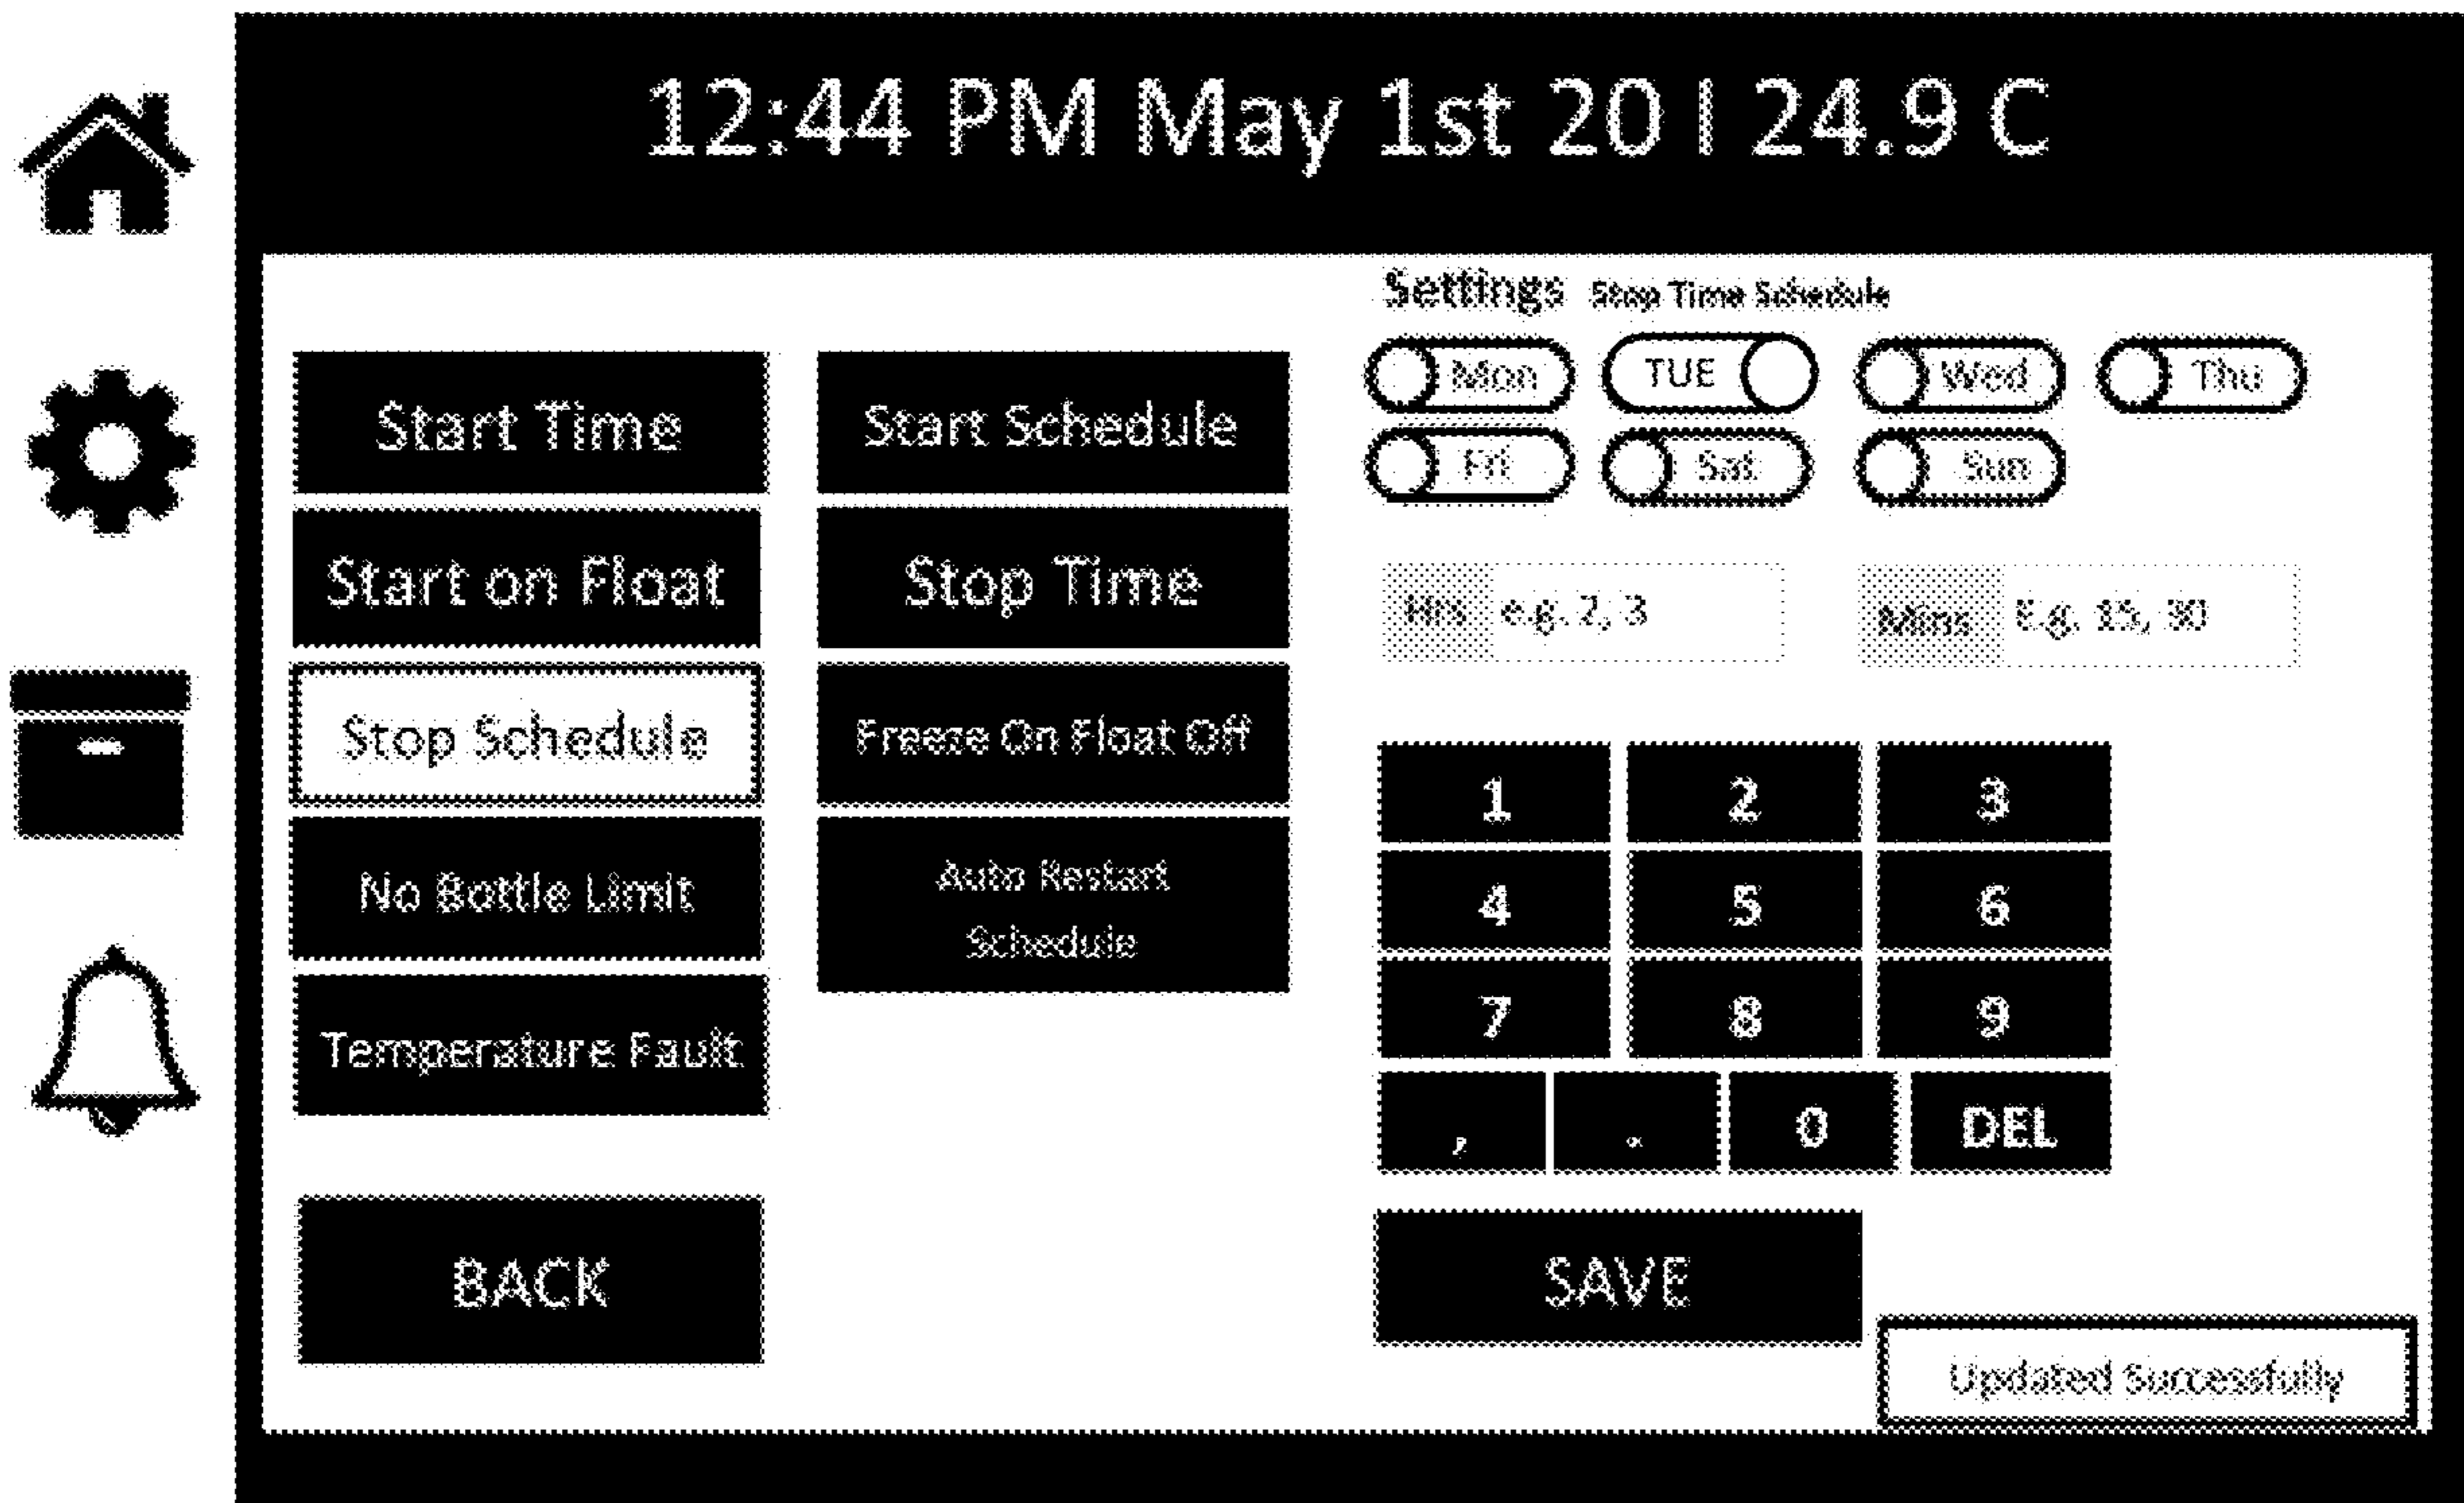 12:44 PM May 1st 20 I 24.9 C
Settings Stop Time Schedule
Mon TUE Wed Thu
Fri Sat Sun
Start Time Start Schedule
Start on Float Stop Time
Hrs e.g. 2, 3 Mins E.g. 15, 30
Stop Schedule Freeze On Float Off
No Bottle Limit Auto Restart
Schedule
Temperature Fault
1 2 3
4 5 6
7 8 9
, . 0 DEL
BACK SAVE
Updated Successfully